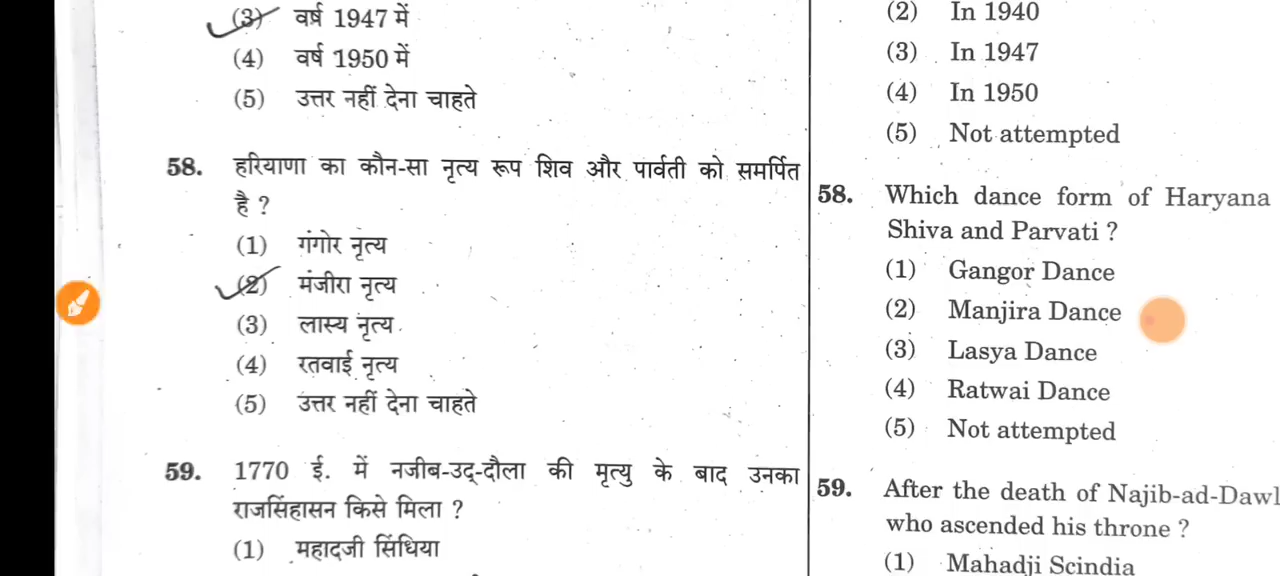 (3) वर्ष 1947 में
(4) वर्ष 1950 में
(5) उत्तर नहीं देना चाहते
58. हरियाणा का कौन-सा नृत्य रूप शिव और पार्वती को समर्पित
है ?
(1) गंगोर नृत्य
(2) मंजीरा नृत्य
(3) लास्य नृत्य
(4) रतवाई नृत्य
(5) उत्तर नहीं देना चाहते
59. 1770 ई. में नजीब-उद्-दौला की मृत्यु के बाद उनका
राजसिंहासन किसे मिला ?
(1) महादजी सिंधिया
(2) In 1940
(3) In 1947
(4) In 1950
(5) Not attempted
58. Which dance form of Haryana
Shiva and Parvati ?
(1) Gangor Dance
(2) Manjira Dance
(3) Lasya Dance
(4) Ratwai Dance
(5) Not attempted
59. After the death of Najib-ad-Dawl
who ascended his throne ?
(1) Mahadji Scindia